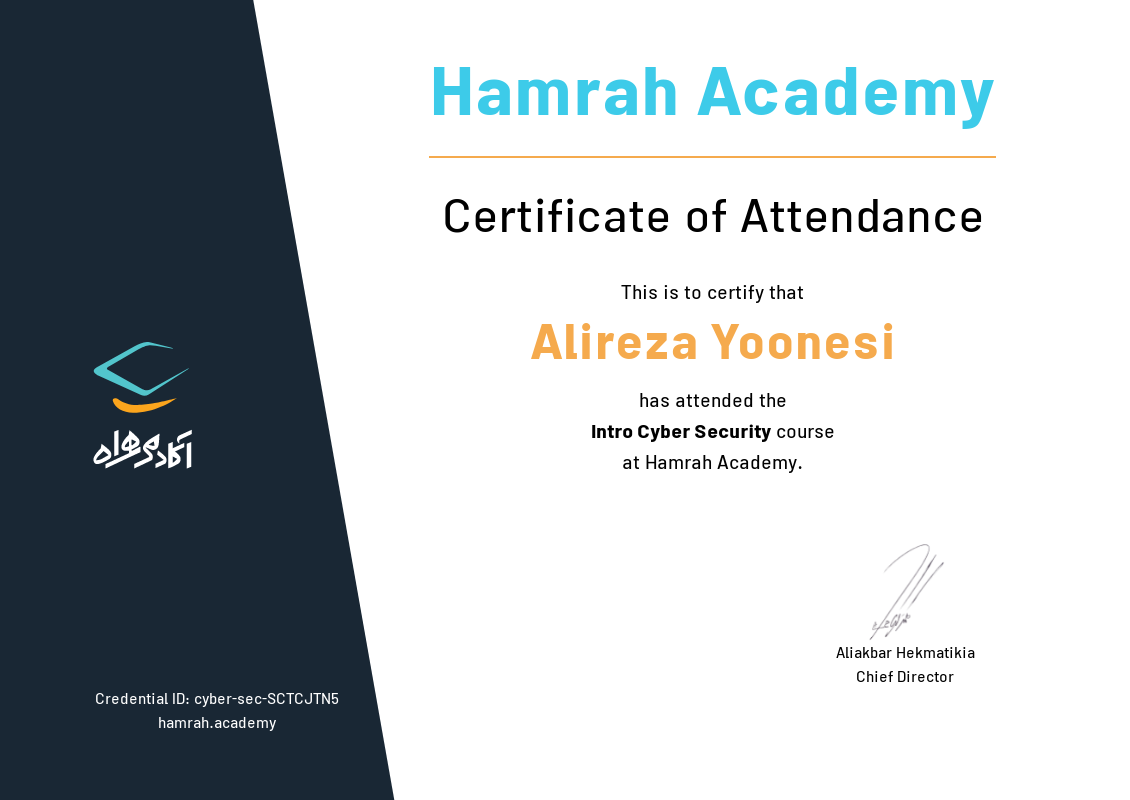 Hamrah Academy
Certificate of Attendance
This is to certify that
Alireza Yoonesi
has attended the
Intro Cyber Security course
at Hamrah Academy.
Aliakbar Hekmatikia
Chief Director
آکادمی همراه
Credential ID: cyber-sec-SCTCJTN5
hamrah.academy